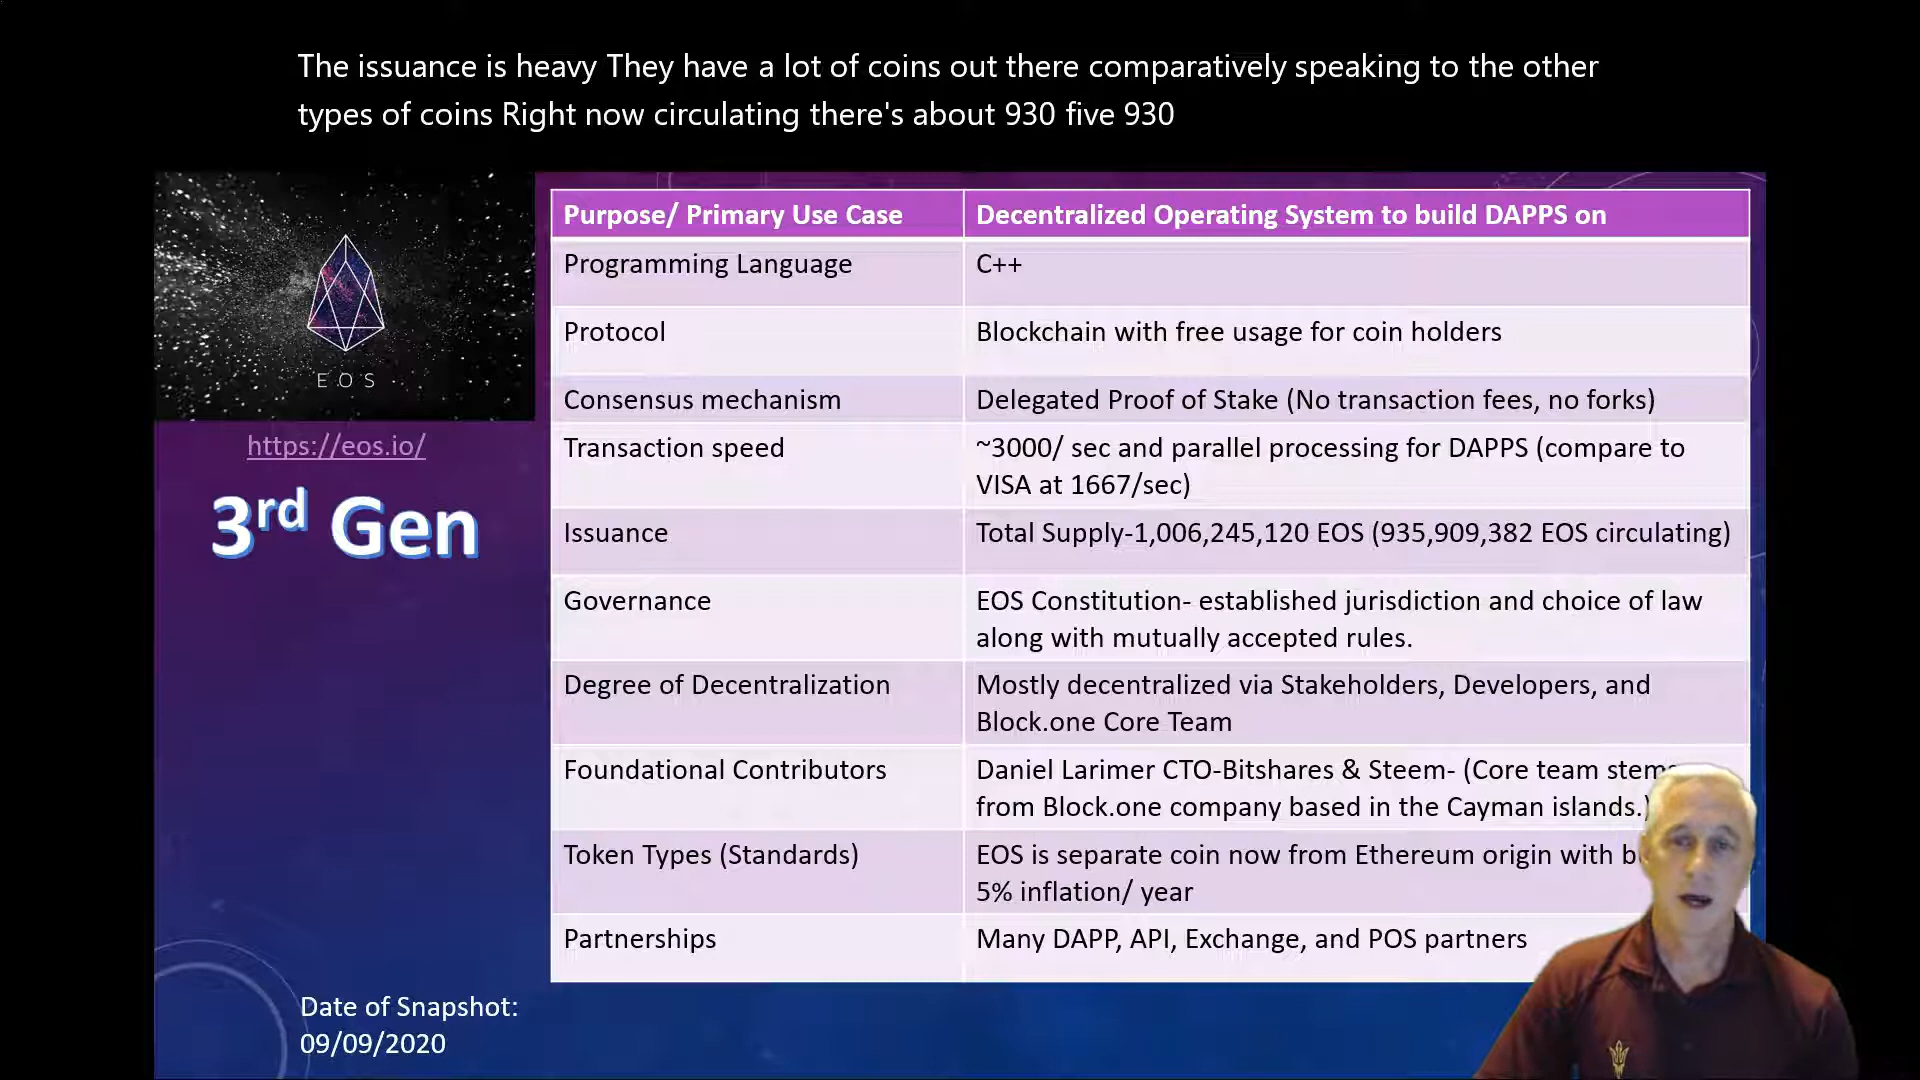 The issuance is heavy They have a lot of coins out there comparatively speaking to the other
types of coins Right now circulating there's about 930 five 930
EOS
https://eos.io/
3rd Gen
Purpose/ Primary Use Case
Decentralized Operating System to build DAPPS on
Programming Language
C++
Protocol
Blockchain with free usage for coin holders
Consensus mechanism
Delegated Proof of Stake (No transaction fees, no forks)
Transaction speed
~3000/ sec and parallel processing for DAPPS (compare to
VISA at 1667/sec)
Issuance
Total Supply-1,006,245,120 EOS (935,909,382 EOS circulating)
Governance
EOS Constitution- established jurisdiction and choice of law
along with mutually accepted rules.
Degree of Decentralization
Mostly decentralized via Stakeholders, Developers, and
Block.one Core Team
Foundational Contributors
Daniel Larimer CTO-Bitshares & Steem- (Core team stems
from Block.one company based in the Cayman islands.)
Token Types (Standards)
EOS is separate coin now from Ethereum origin with
5% inflation/ year
Partnerships
Many DAPP, API, Exchange, and POS partners
Date of Snapshot:
09/09/2020